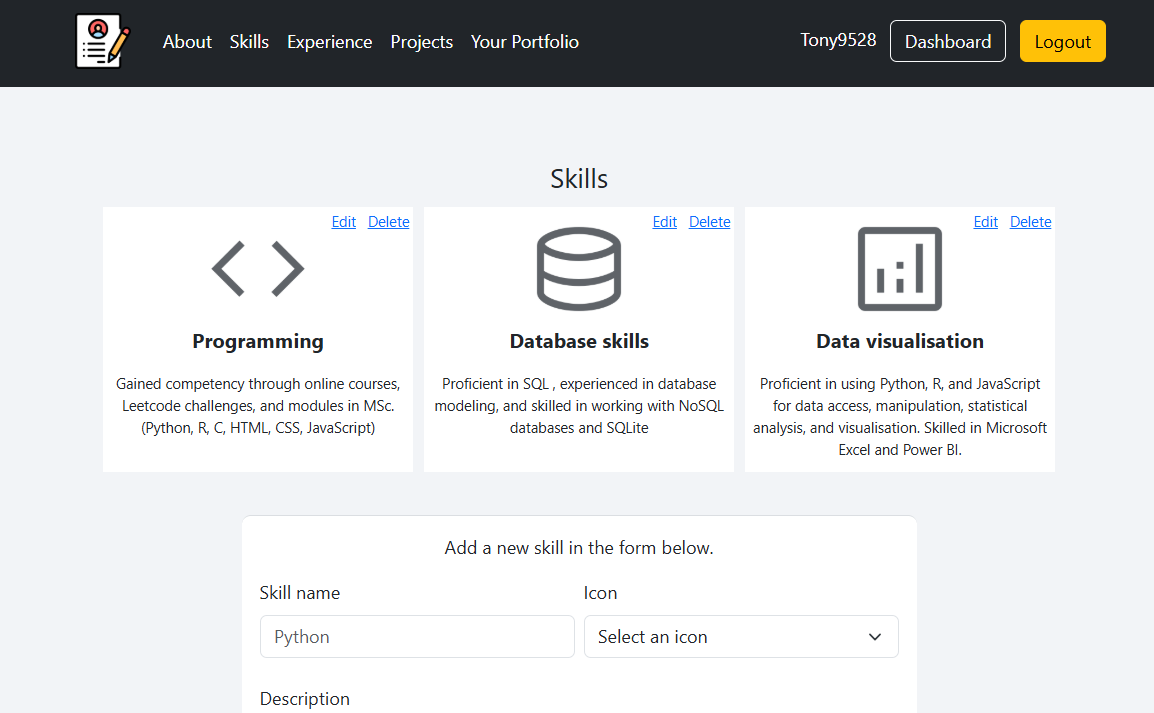 About Skills Experience Projects Your Portfolio Tony9528 Dashboard Logout
Skills
Edit Delete
Programming
Gained competency through online courses,
Leetcode challenges, and modules in MSc.
(Python, R, C, HTML, CSS, JavaScript)
Edit Delete
Database skills
Proficient in SQL , experienced in database
modeling, and skilled in working with NoSQL
databases and SQLite
Edit Delete
Data visualisation
Proficient in using Python, R, and JavaScript
for data access, manipulation, statistical
analysis, and visualisation. Skilled in Microsoft
Excel and Power BI.
Add a new skill in the form below.
Skill name
Python
Icon
Select an icon
Description